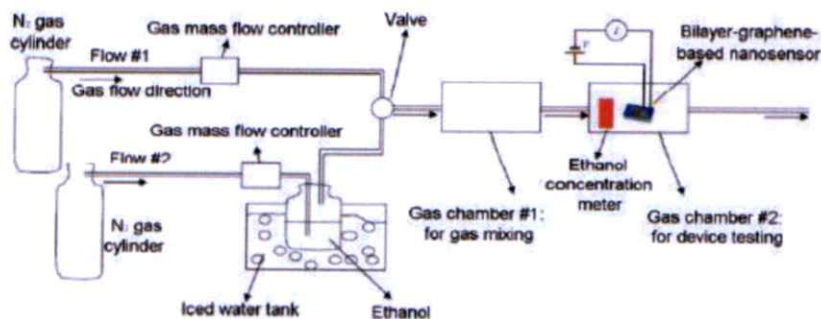 N₂ gas
cylinder
Flow #1
Gas flow direction
Gas mass flow controller
Valve
Bilayer-graphene-
based nanosensor
Gas mass flow controller
Flow #2
N₂ gas
cylinder
Iced water tank
Ethanol
Gas chamber #1:
for gas mixing
Ethanol
concentration
meter
Gas chamber #2:
for device testing